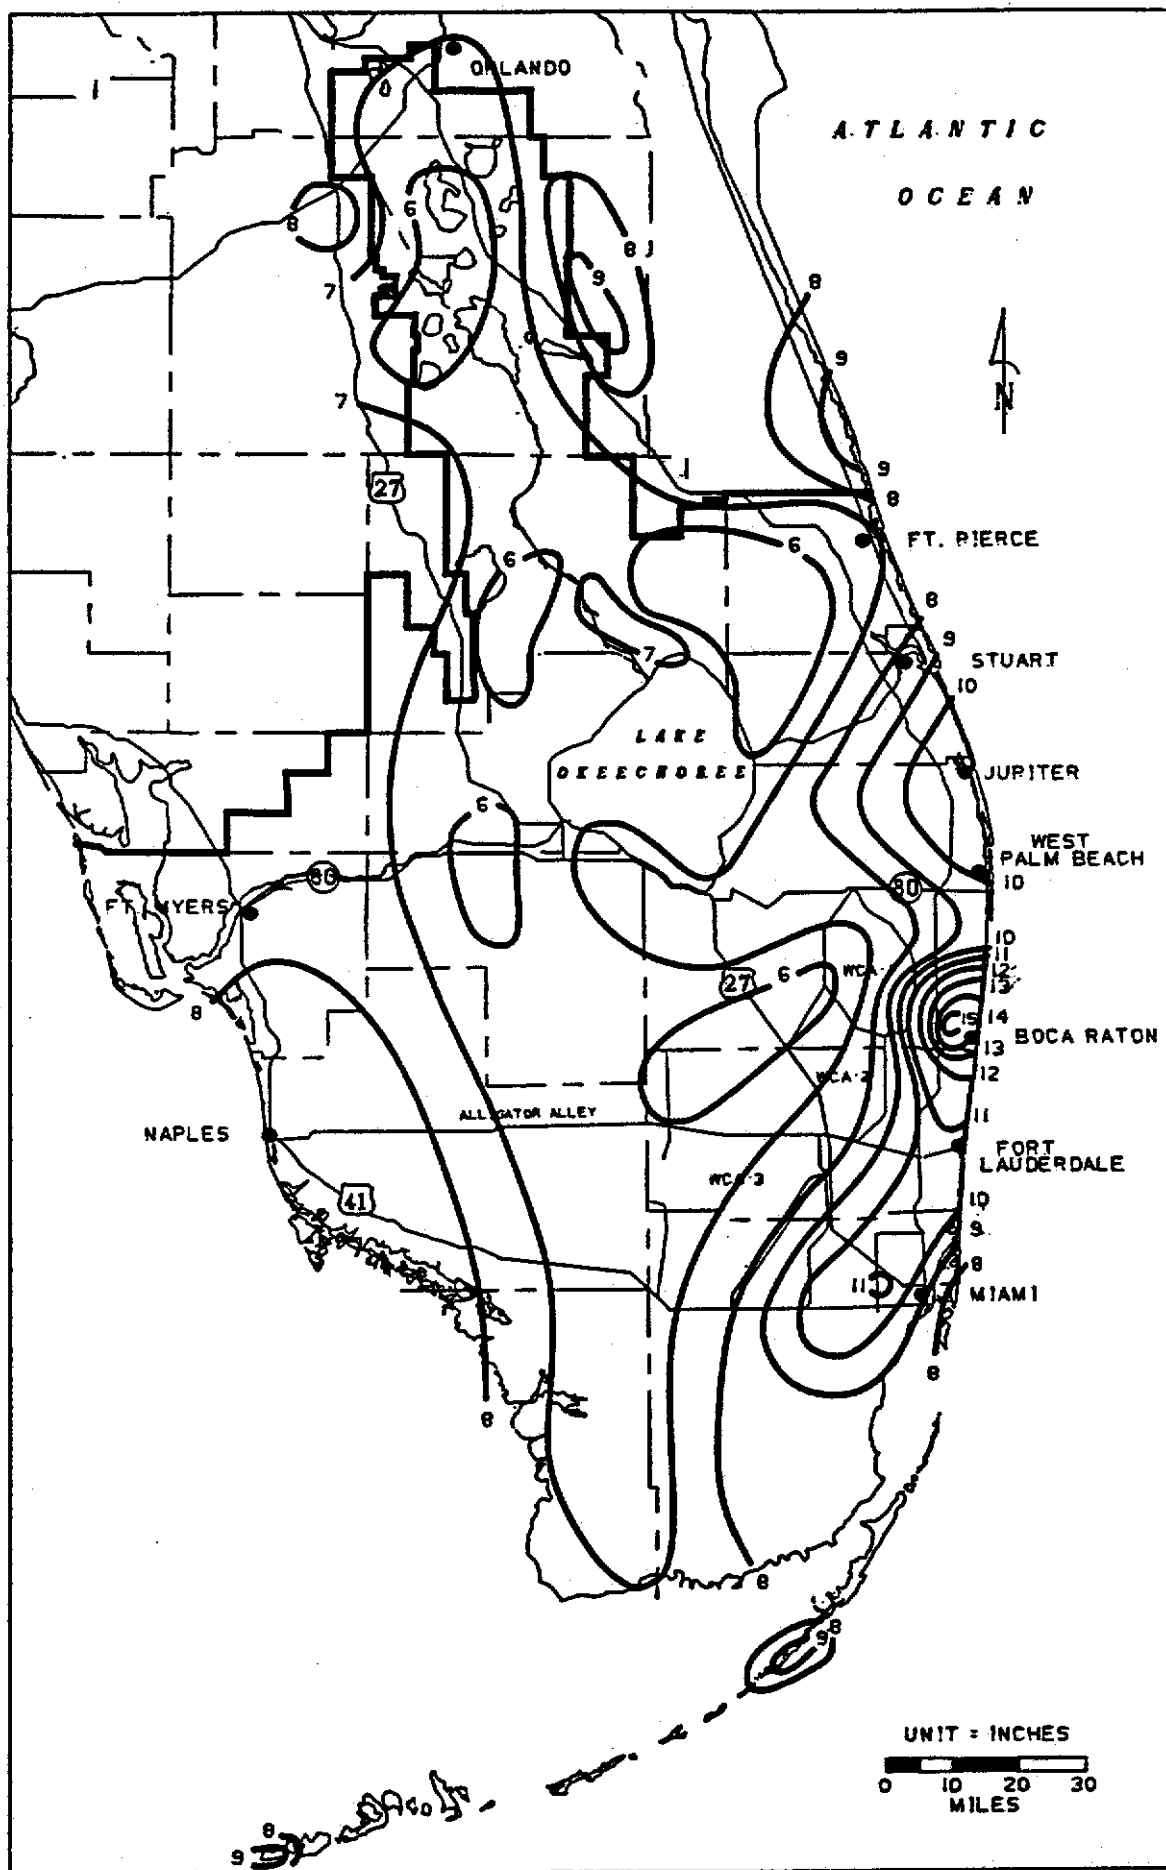 ORLANDO
ATLANTIC
OCEAN
6
8
8
9
7
8
N
9
7
27
9
8
6
FT. PIERCE
6
8
9
7
STUART
10
LAKE
OKEECHOBEE
JUPITER
6
WEST
PALM BEACH
80
80
10
FT. MYERS
10
11
12
13
WCA-
27
6
8
15
14
BOCA RATON
13
12
WCA-2
ALLIGATOR ALLEY
11
NAPLES
FORT
LAUDERDALE
WCA-3
41
10
9
8
11
MIAMI
8
8
8
8
9
UNIT = INCHES
0 10 20 30
MILES
8
9